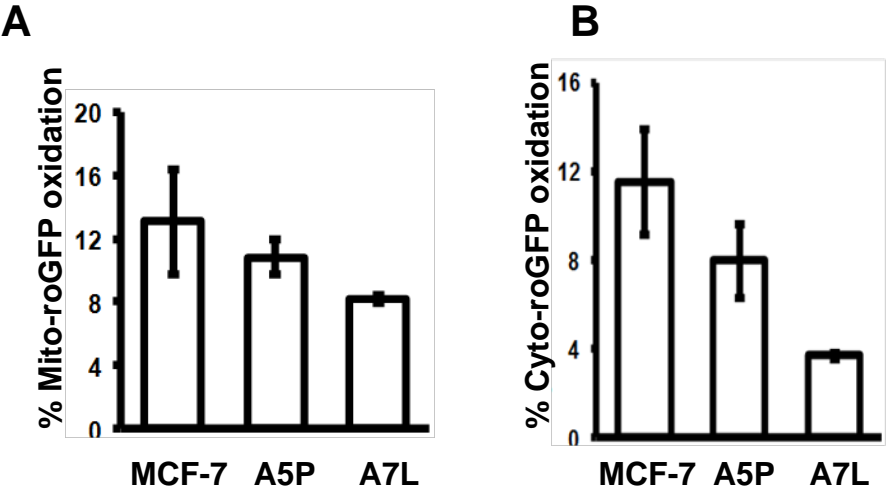 A
% Mito-roGFP oxidation
20
16
12
8
4
0
MCF-7 A5P A7L
B
% Cyto-roGFP oxidation
16
12
8
4
0
MCF-7 A5P A7L